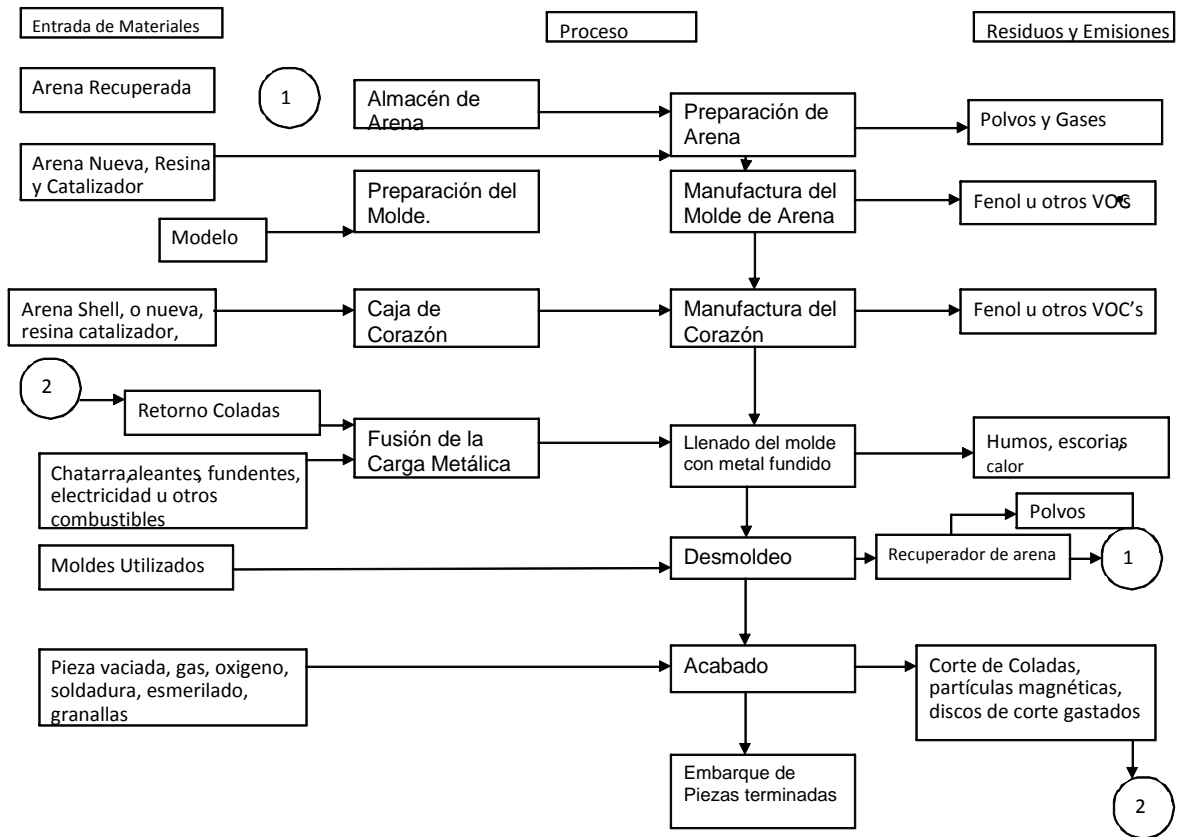 Entrada de Materiales
Proceso
Residuos y Emisiones
Arena Recuperada
1
Almacén de
Arena
Preparación de
Arena
Polvos y Gases
Arena Nueva, Resina
y Catalizador
Preparación del
Molde.
Manufactura del
Molde de Arena
Fenol u otros VOC's
Modelo
Arena Shell, o nueva,
resina catalizador,
Caja de
Corazón
Manufactura del
Corazón
Fenol u otros VOC's
2
Retorno Coladas
Fusión de la
Carga Metálica
Llenado del molde
con metal fundido
Humos, escorias,
calor
Chatarra,aleantes, fundentes,
electricidad u otros
combustibles
Polvos
Moldes Utilizados
Desmoldeo
Recuperador de arena
1
Pieza vaciada, gas, oxigeno,
soldadura, esmerilado,
granallas
Acabado
Corte de Coladas,
partículas magnéticas,
discos de corte gastados
Embarque de
Piezas terminadas
2